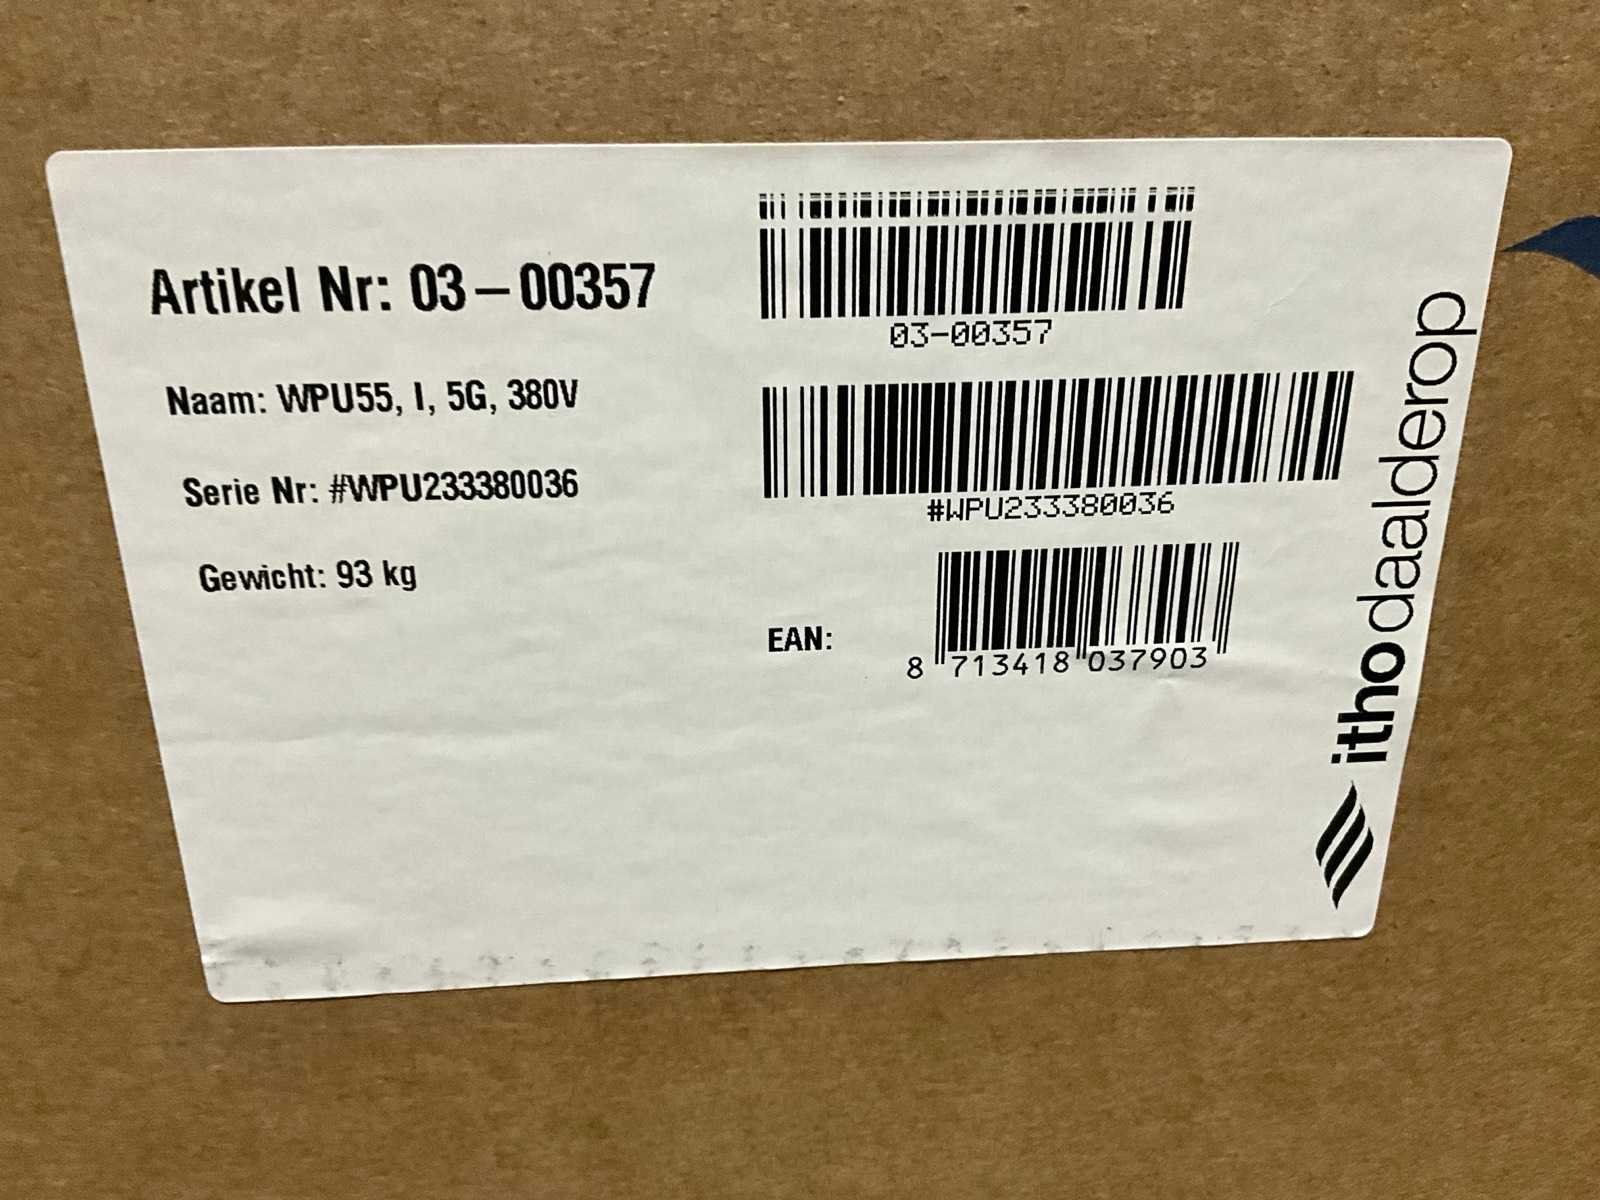 Artikel Nr: 03-00357
03-00357
Naam: WPU55, I, 5G, 380V
Serie Nr: #WPU233380036
#WPU233380036
Gewicht: 93 kg
EAN:
8 713418 037903
ithodaalderop